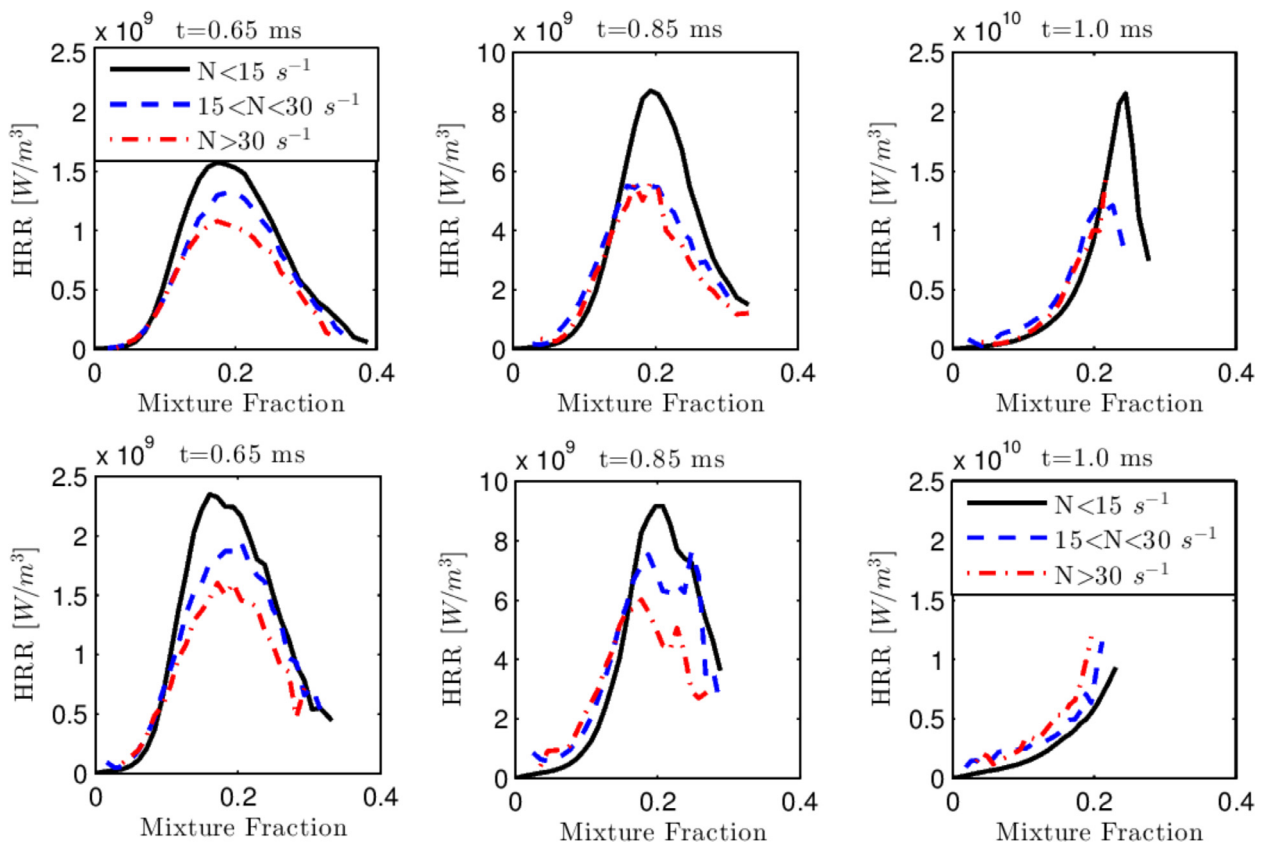 x 10^9 t=0.65 ms
2.5
2
1.5
1
0.5
0
HRR [W/m^3]
N<15 s^{-1}
15<N<30 s^{-1}
N>30 s^{-1}
0 0.2 0.4
Mixture Fraction
x 10^9 t=0.85 ms
10
8
6
4
2
0
HRR [W/m^3]
0 0.2 0.4
Mixture Fraction
x 10^10 t=1.0 ms
2.5
2
1.5
1
0.5
0
HRR [W/m^3]
0 0.2 0.4
Mixture Fraction
x 10^9 t=0.65 ms
2.5
2
1.5
1
0.5
0
HRR [W/m^3]
0 0.2 0.4
Mixture Fraction
x 10^9 t=0.85 ms
10
8
6
4
2
0
HRR [W/m^3]
0 0.2 0.4
Mixture Fraction
x 10^10 t=1.0 ms
2.5
2
1.5
1
0.5
0
HRR [W/m^3]
N<15 s^{-1}
15<N<30 s^{-1}
N>30 s^{-1}
0 0.2 0.4
Mixture Fraction